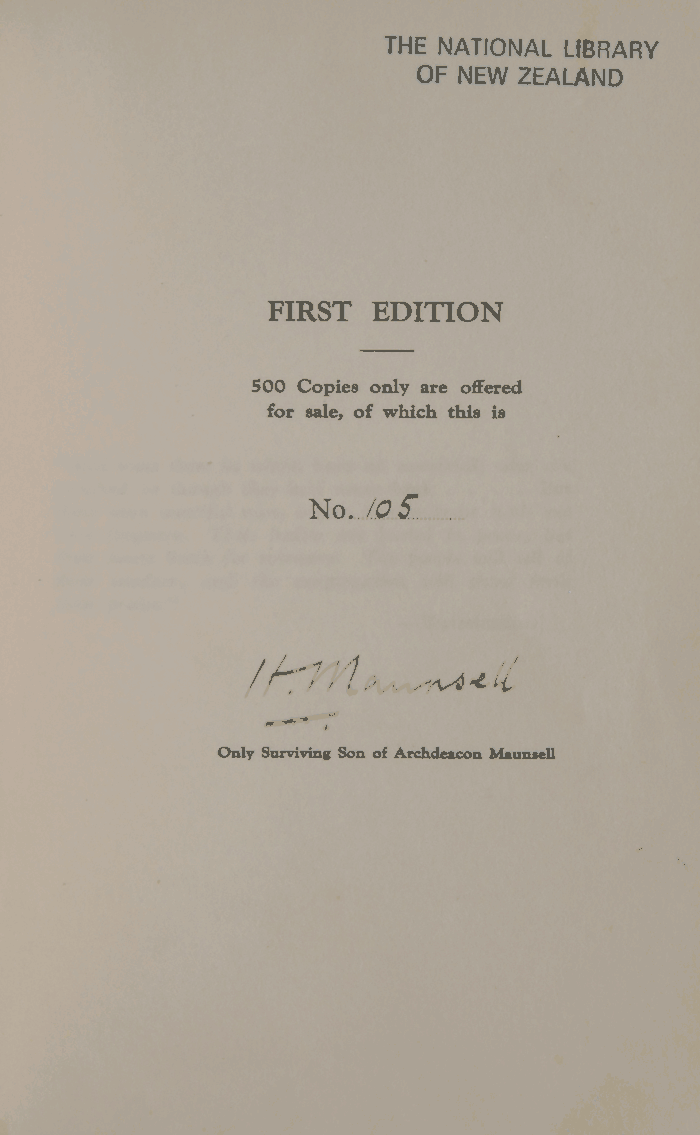 THE NATIONAL LIBRARY
OF NEW ZEALAND
FIRST EDITION
500 Copies only are offered
for sale, of which this is
No. 105
H. Maunsell
Only Surviving Son of Archdeacon Maunsell